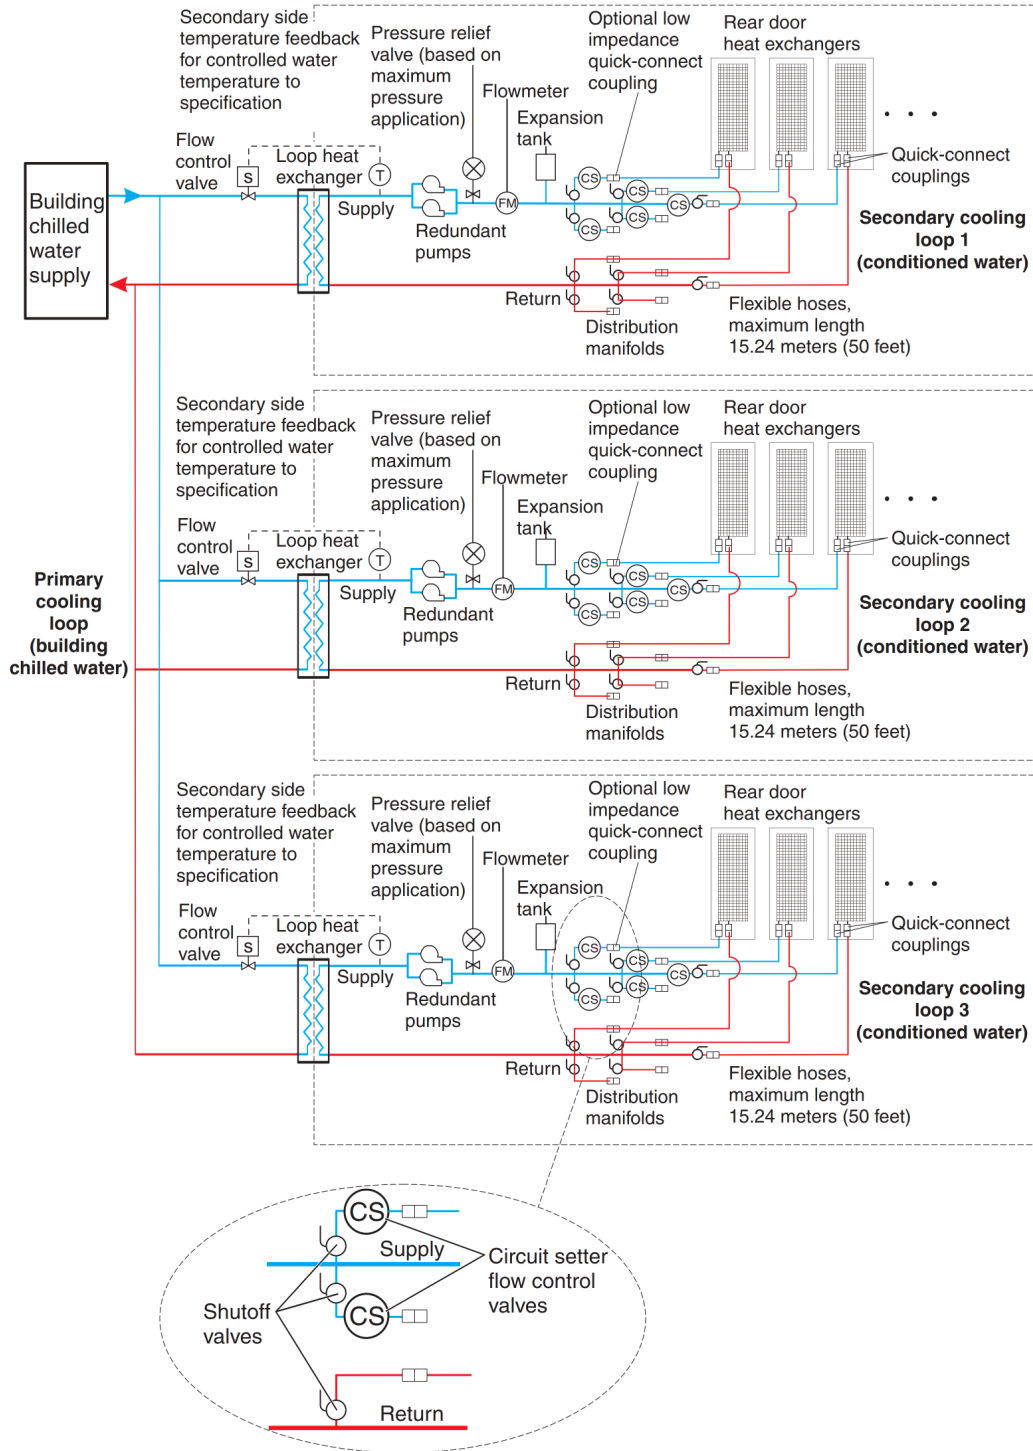 Secondary side
temperature feedback
for controlled water
temperature to
specification
Pressure relief
valve (based on
maximum
pressure
application)
Flowmeter
Expansion
tank
Optional low
impedance
quick-connect
coupling
Rear door
heat exchangers
• • •
Quick-connect
couplings
Flow
control
valve
S
Loop heat
exchanger
T
Supply
Redundant
pumps
FM
CS
CS
CS
CS
CS
Building
chilled
water
supply
Secondary cooling
loop 1
(conditioned water)
Return
Distribution
manifolds
Flexible hoses,
maximum length
15.24 meters (50 feet)
Secondary side
temperature feedback
for controlled water
temperature to
specification
Pressure relief
valve (based on
maximum
pressure
application)
Flowmeter
Expansion
tank
Optional low
impedance
quick-connect
coupling
Rear door
heat exchangers
• • •
Quick-connect
couplings
Flow
control
valve
S
Loop heat
exchanger
T
Supply
Redundant
pumps
FM
CS
CS
CS
CS
CS
Primary
cooling
loop
(building
chilled water)
Secondary cooling
loop 2
(conditioned water)
Return
Distribution
manifolds
Flexible hoses,
maximum length
15.24 meters (50 feet)
Secondary side
temperature feedback
for controlled water
temperature to
specification
Pressure relief
valve (based on
maximum
pressure
application)
Flowmeter
Expansion
tank
Optional low
impedance
quick-connect
coupling
Rear door
heat exchangers
• • •
Quick-connect
couplings
Flow
control
valve
S
Loop heat
exchanger
T
Supply
Redundant
pumps
FM
CS
CS
CS
CS
CS
Secondary cooling
loop 3
(conditioned water)
Return
Distribution
manifolds
Flexible hoses,
maximum length
15.24 meters (50 feet)
CS
Supply
Circuit setter
flow control
valves
CS
Shutoff
valves
Return